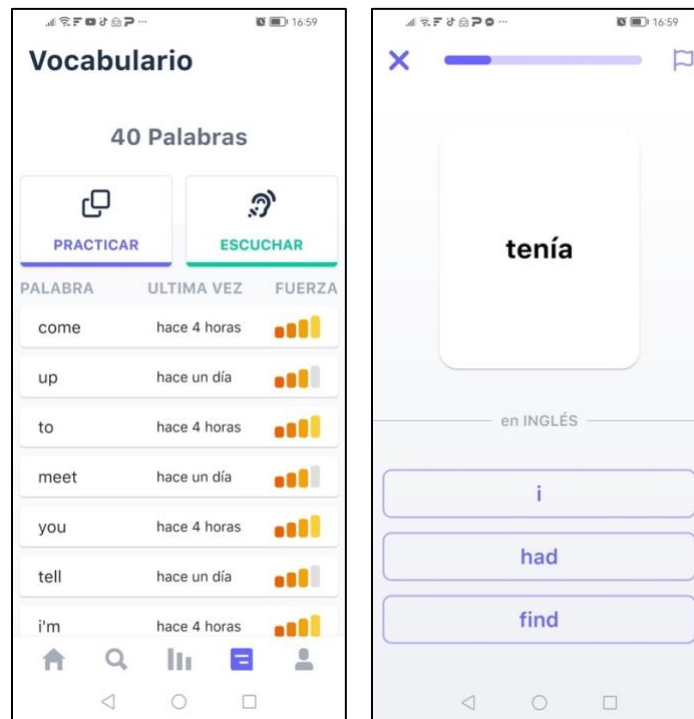 16:59
Vocabulario
40 Palabras
PRACTICAR
ESCUCHAR
PALABRA ULTIMA VEZ FUERZA
come hace 4 horas
up hace un día
to hace 4 horas
meet hace un día
you hace 4 horas
tell hace un día
i'm hace 4 horas
16:59
tenía
en INGLÉS
i
had
find